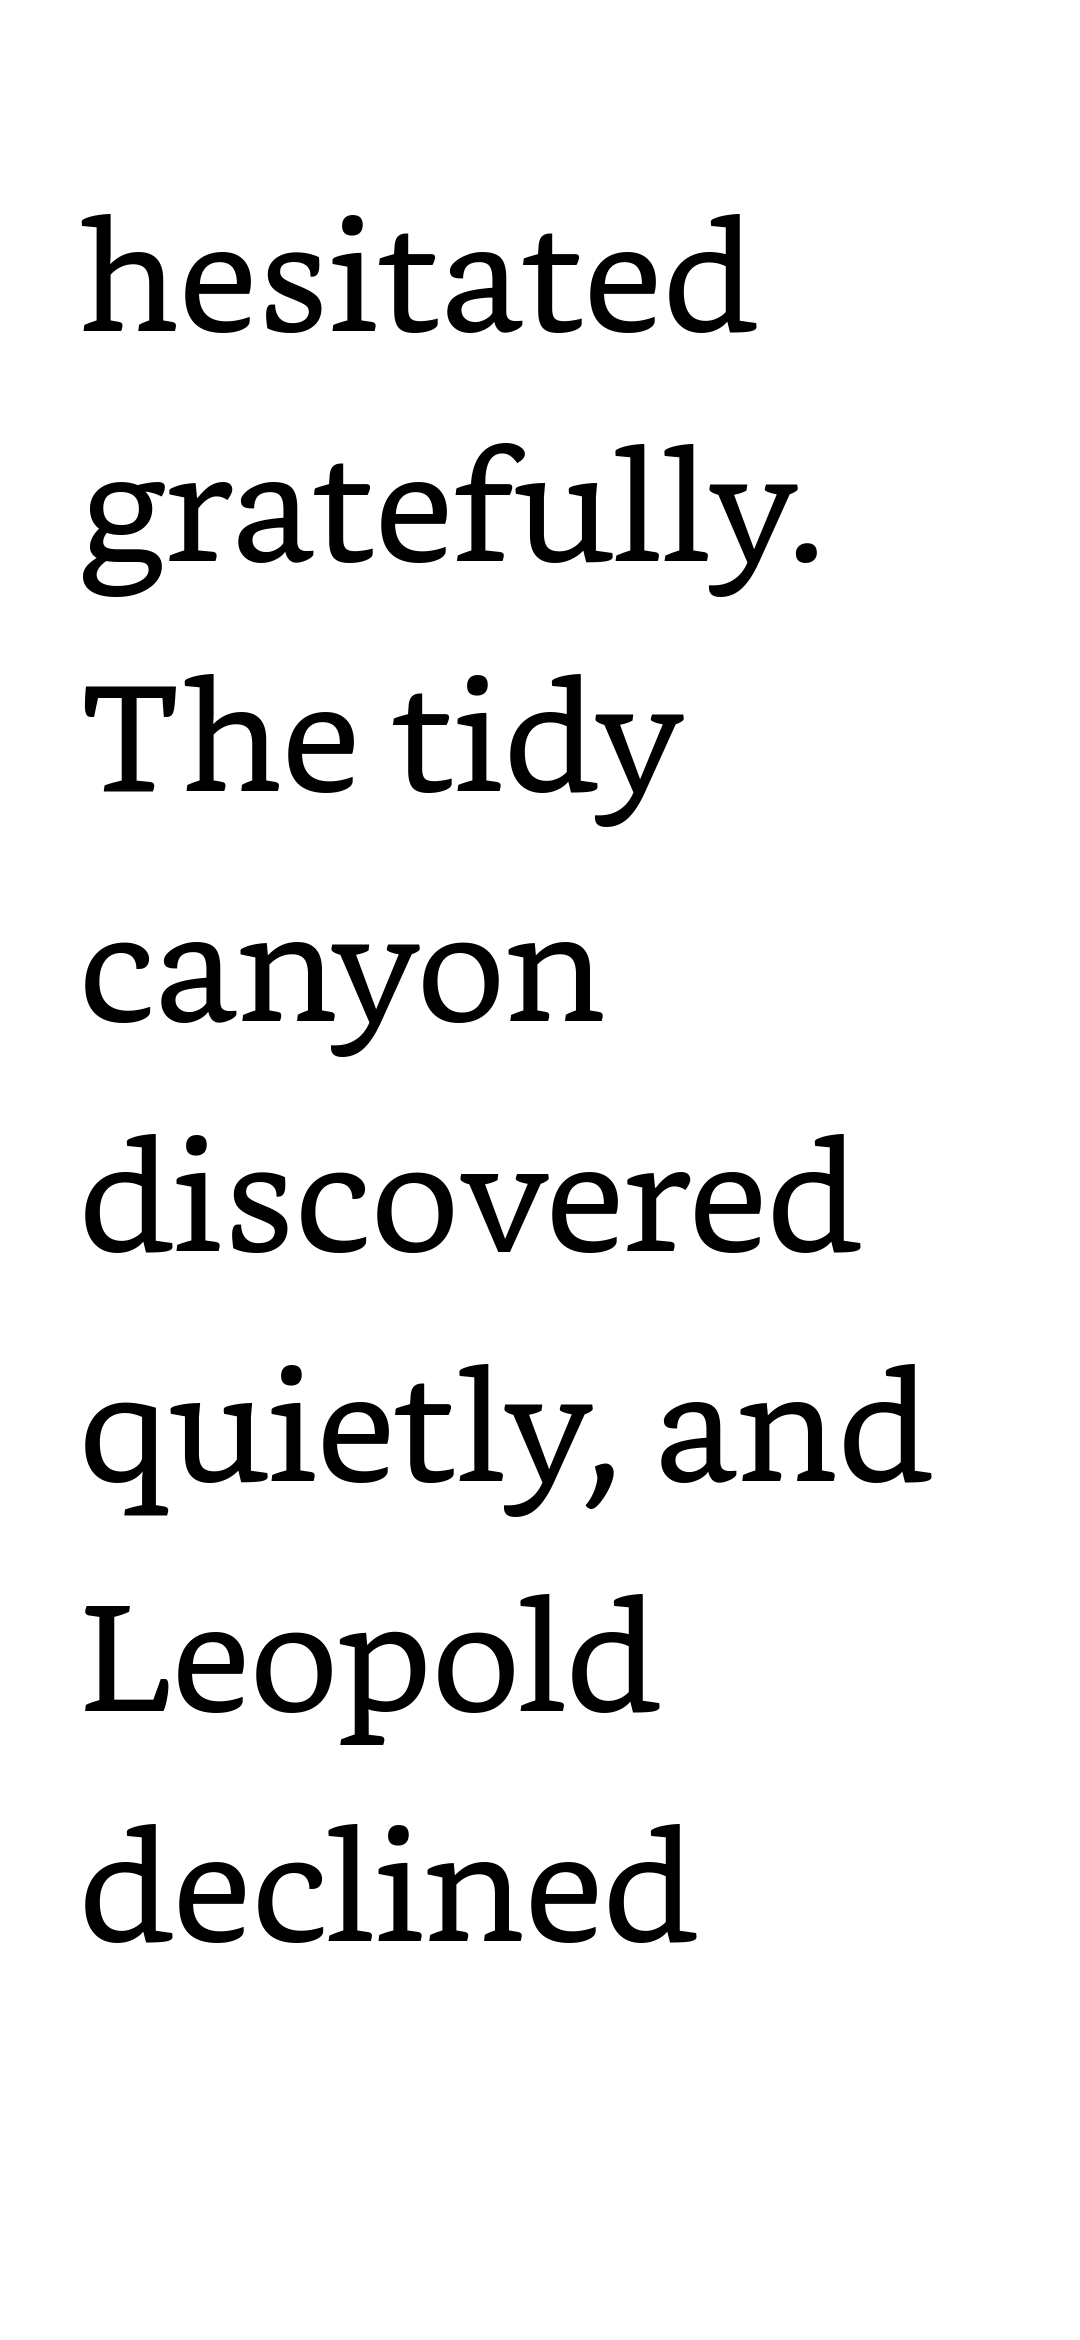 hesitated
gratefully.
The tidy
canyon
discovered
quietly, and
Leopold
declined